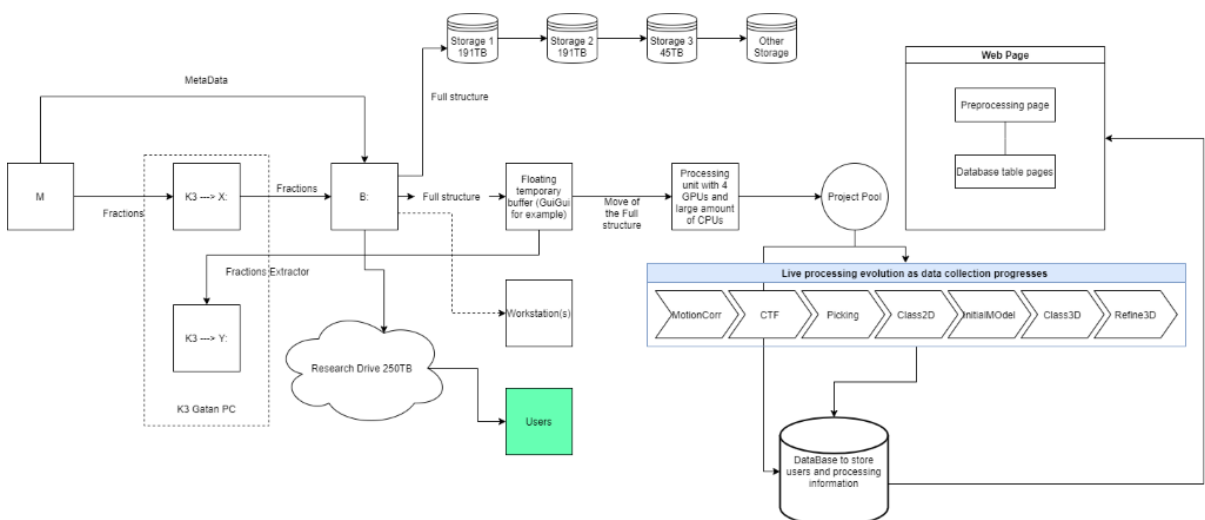 Storage 1
191TB
Storage 2
191TB
Storage 3
45TB
Other
Storage
Web Page
Preprocessing page
Database table pages
MetaData
Full structure
M
Fractions
K3 ---> X:
Fractions
B:
Full structure
Floating
temporary
buffer (GuiGui
for example)
Move of
the Full
structure
Processing
unit with 4
GPUs and
large amount
of CPUs
Project Pool
Fractions Extractor
K3 ---> Y:
K3 Gatan PC
Workstation(s)
Research Drive 250TB
Users
Live processing evolution as data collection progresses
MotionCorr
CTF
Picking
Class2D
InitialMOdel
Class3D
Refine3D
DataBase to store
users and processing
information